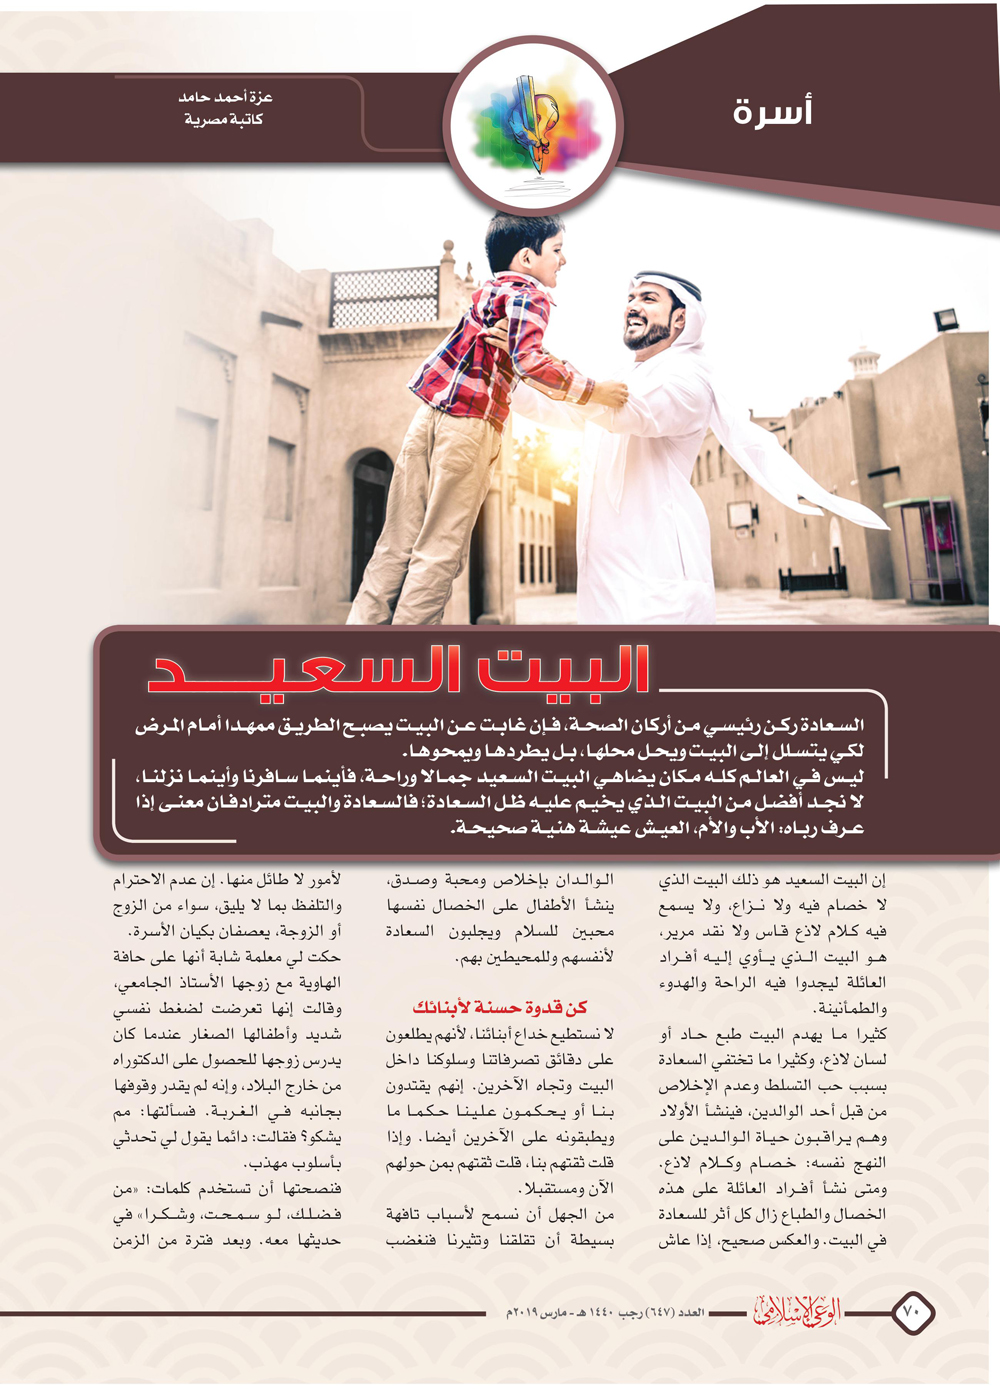 أسرة
عزة أحمد حامد
كاتبة مصرية
البيت السعيد
السعادة ركن رئيسي من أركان الصحة، فإن غابت عن البيت يصبح الطريق ممهدا أمام المرض
لكي يتسلل إلى البيت ويحل محلها، بل يطردها ويمحوها.
ليس في العالم كله مكان يضاهي البيت السعيد جمالا وراحة، فأينما سافرنا وأينما نزلنا،
لا نجد أفضل من البيت الذي يخيم عليه ظل السعادة؛ فالسعادة والبيت مترادفان معنى إذا
عرف رباه: الأب والأم، العيش عيشة هنية صحيحة.
إن البيت السعيد هو ذلك البيت الذي
لا خصام فيه ولا نزاع، ولا يسمع
فيه كلام لاذع قاس ولا نقد مرير،
هو البيت الذي يأوي إليه أفراد
العائلة ليجدوا فيه الراحة والهدوء
والطمأنينة.
كثيرا ما يهدم البيت طبع حاد أو
لسان لاذع، وكثيرا ما تختفي السعادة
بسبب حب التسلط وعدم الإخلاص
من قبل أحد الوالدين، فينشأ الأولاد
وهم يراقبون حياة الوالدين على
النهج نفسه: خصام وكلام لاذع.
ومتى نشأ أفراد العائلة على هذه
الخصال والطباع زال كل أثر للسعادة
في البيت. والعكس صحيح، إذا عاش
الوالدان بإخلاص ومحبة وصدق،
ينشأ الأطفال على الخصال نفسها
محبين للسلام ويجلبون السعادة
لأنفسهم وللمحيطين بهم.
كن قدوة حسنة لأبنائك
لا نستطيع خداع أبنائنا، لأنهم يطلعون
على دقائق تصرفاتنا وسلوكنا داخل
البيت وتجاه الآخرين. إنهم يقتدون
بنا أو يحكمون علينا حكما ما
ويطبقونه على الآخرين أيضا. وإذا
قلت ثقتهم بنا، قلت ثقتهم بمن حولهم
الآن ومستقبلا.
من الجهل أن نسمح لأسباب تافهة
بسيطة أن تقلقنا وتثيرنا فنغضب
لأمور لا طائل منها. إن عدم الاحترام
والتلفظ بما لا يليق، سواء من الزوج
أو الزوجة، يعصفان بكيان الأسرة.
حكت لي معلمة شابة أنها على حافة
الهاوية مع زوجها الأستاذ الجامعي،
وقالت إنها تعرضت لضغط نفسي
شديد وأطفالها الصغار عندما كان
يدرس زوجها للحصول على الدكتوراه
من خارج البلاد، وإنه لم يقدر وقوفها
بجانبه في الغربة. فسألتها: مم
يشكو؟ فقالت: دائما يقول لي تحدثي
بأسلوب مهذب.
فنصحتها أن تستخدم كلمات: «من
فضلك، لو سمحت، وشكرا» في
حديثها معه. وبعد فترة من الزمن
٧٠
الوعي الإسلامي
العدد (٦٤٧) رجب ١٤٤٠ هـ - مارس ٢٠١٩م